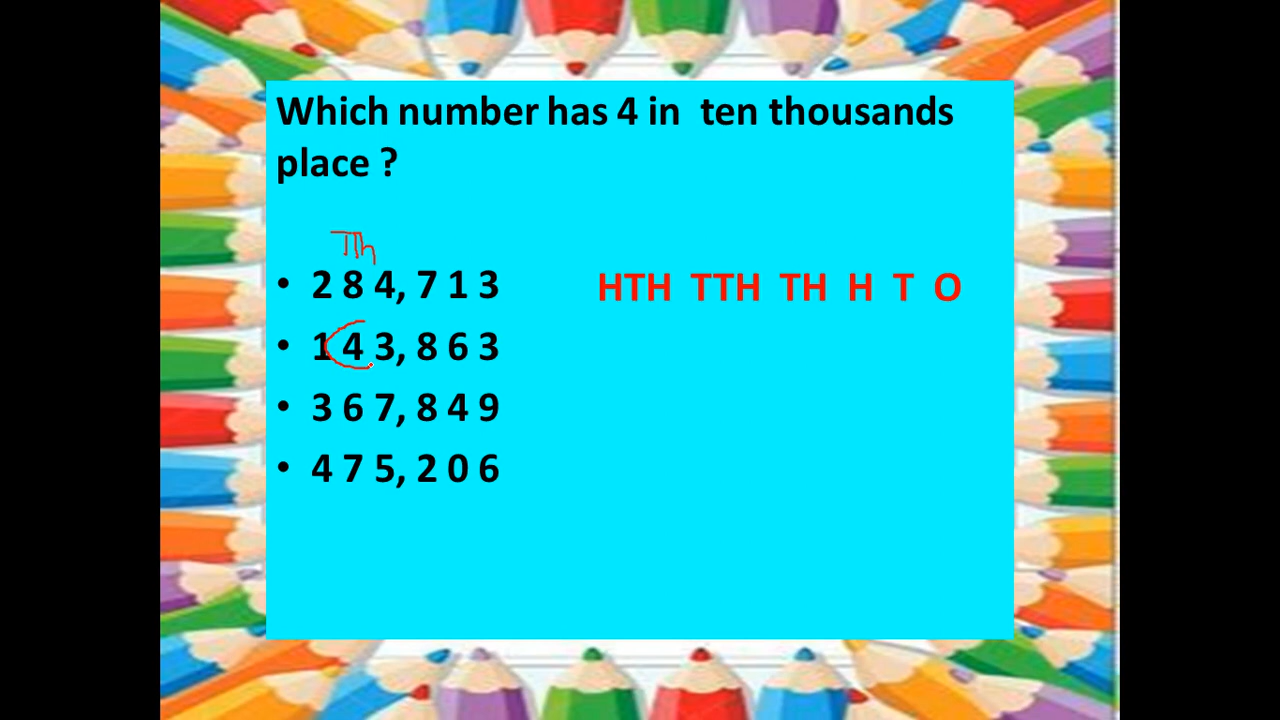 Which number has 4 in ten thousands
place ?
TTh
• 2 8 4, 7 1 3 HTH TTH TH H T O
• 1 4 3, 8 6 3
• 3 6 7, 8 4 9
• 4 7 5, 2 0 6